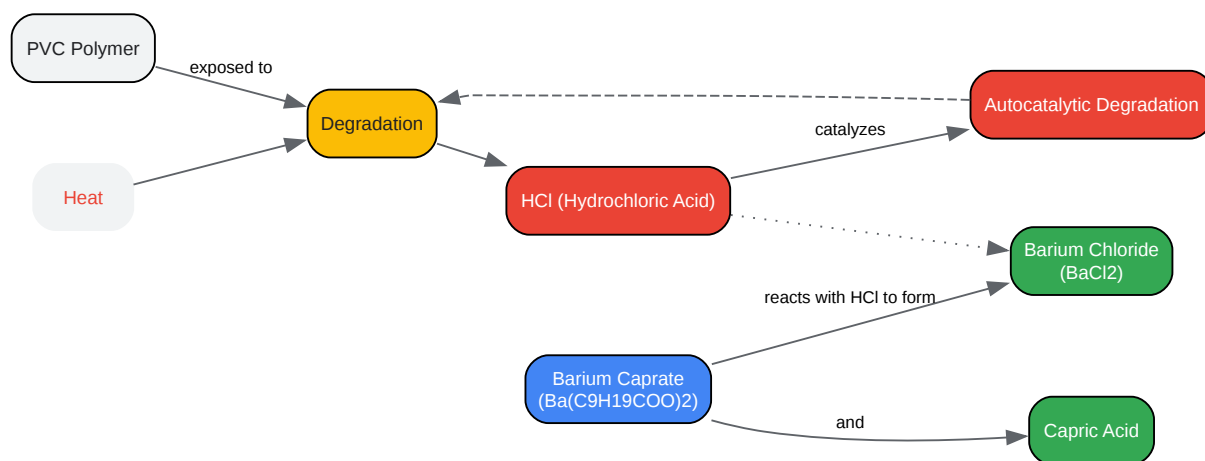 PVC Polymer
exposed to
Heat
Degradation
HCl (Hydrochloric Acid)
catalyzes
Autocatalytic Degradation
Barium Chloride
(BaCl2)
reacts with HCl to form
Barium Caprate
(Ba(C9H19COO)2)
and
Capric Acid